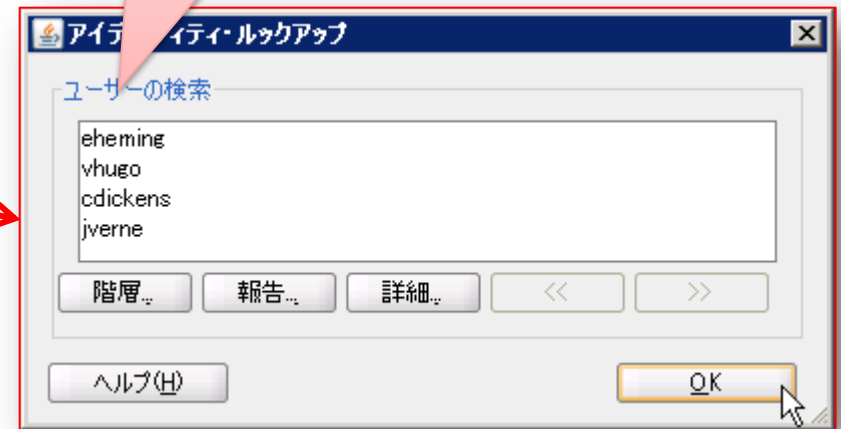 アイデ ィティ・ルックアップ
ユーザーの検索
eheming
vhugo
cdickens
jverne
階層...
報告...
詳細...
<<
>>
ヘルプ(H)
OK